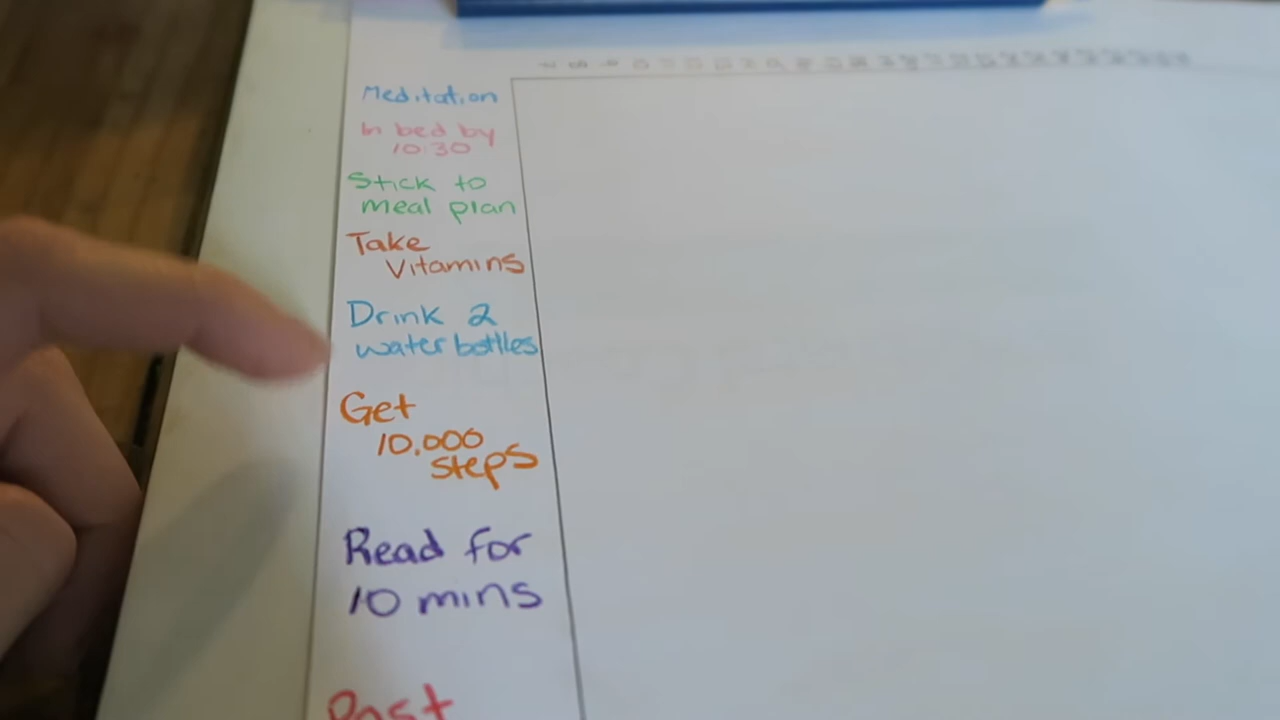 Meditation
In bed by
10:30
Stick to
meal plan
Take
Vitamins
Drink 2
water bottles
Get
10,000
steps
Read for
10 mins
Post